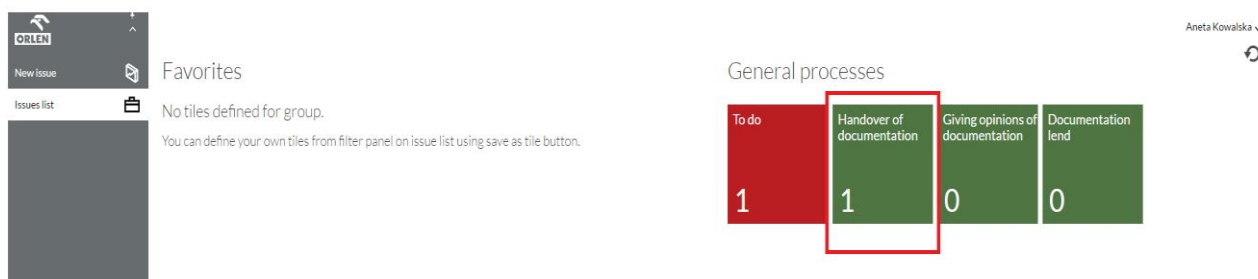 ORLEN
New issue
Issues list
Favorites
No tiles defined for group.
You can define your own tiles from filter panel on issue list using save as tile button.
General processes
Aneta Kowalska
To do
1
Handover of
documentation
1
Giving opinions of
documentation
0
Documentation
lend
0